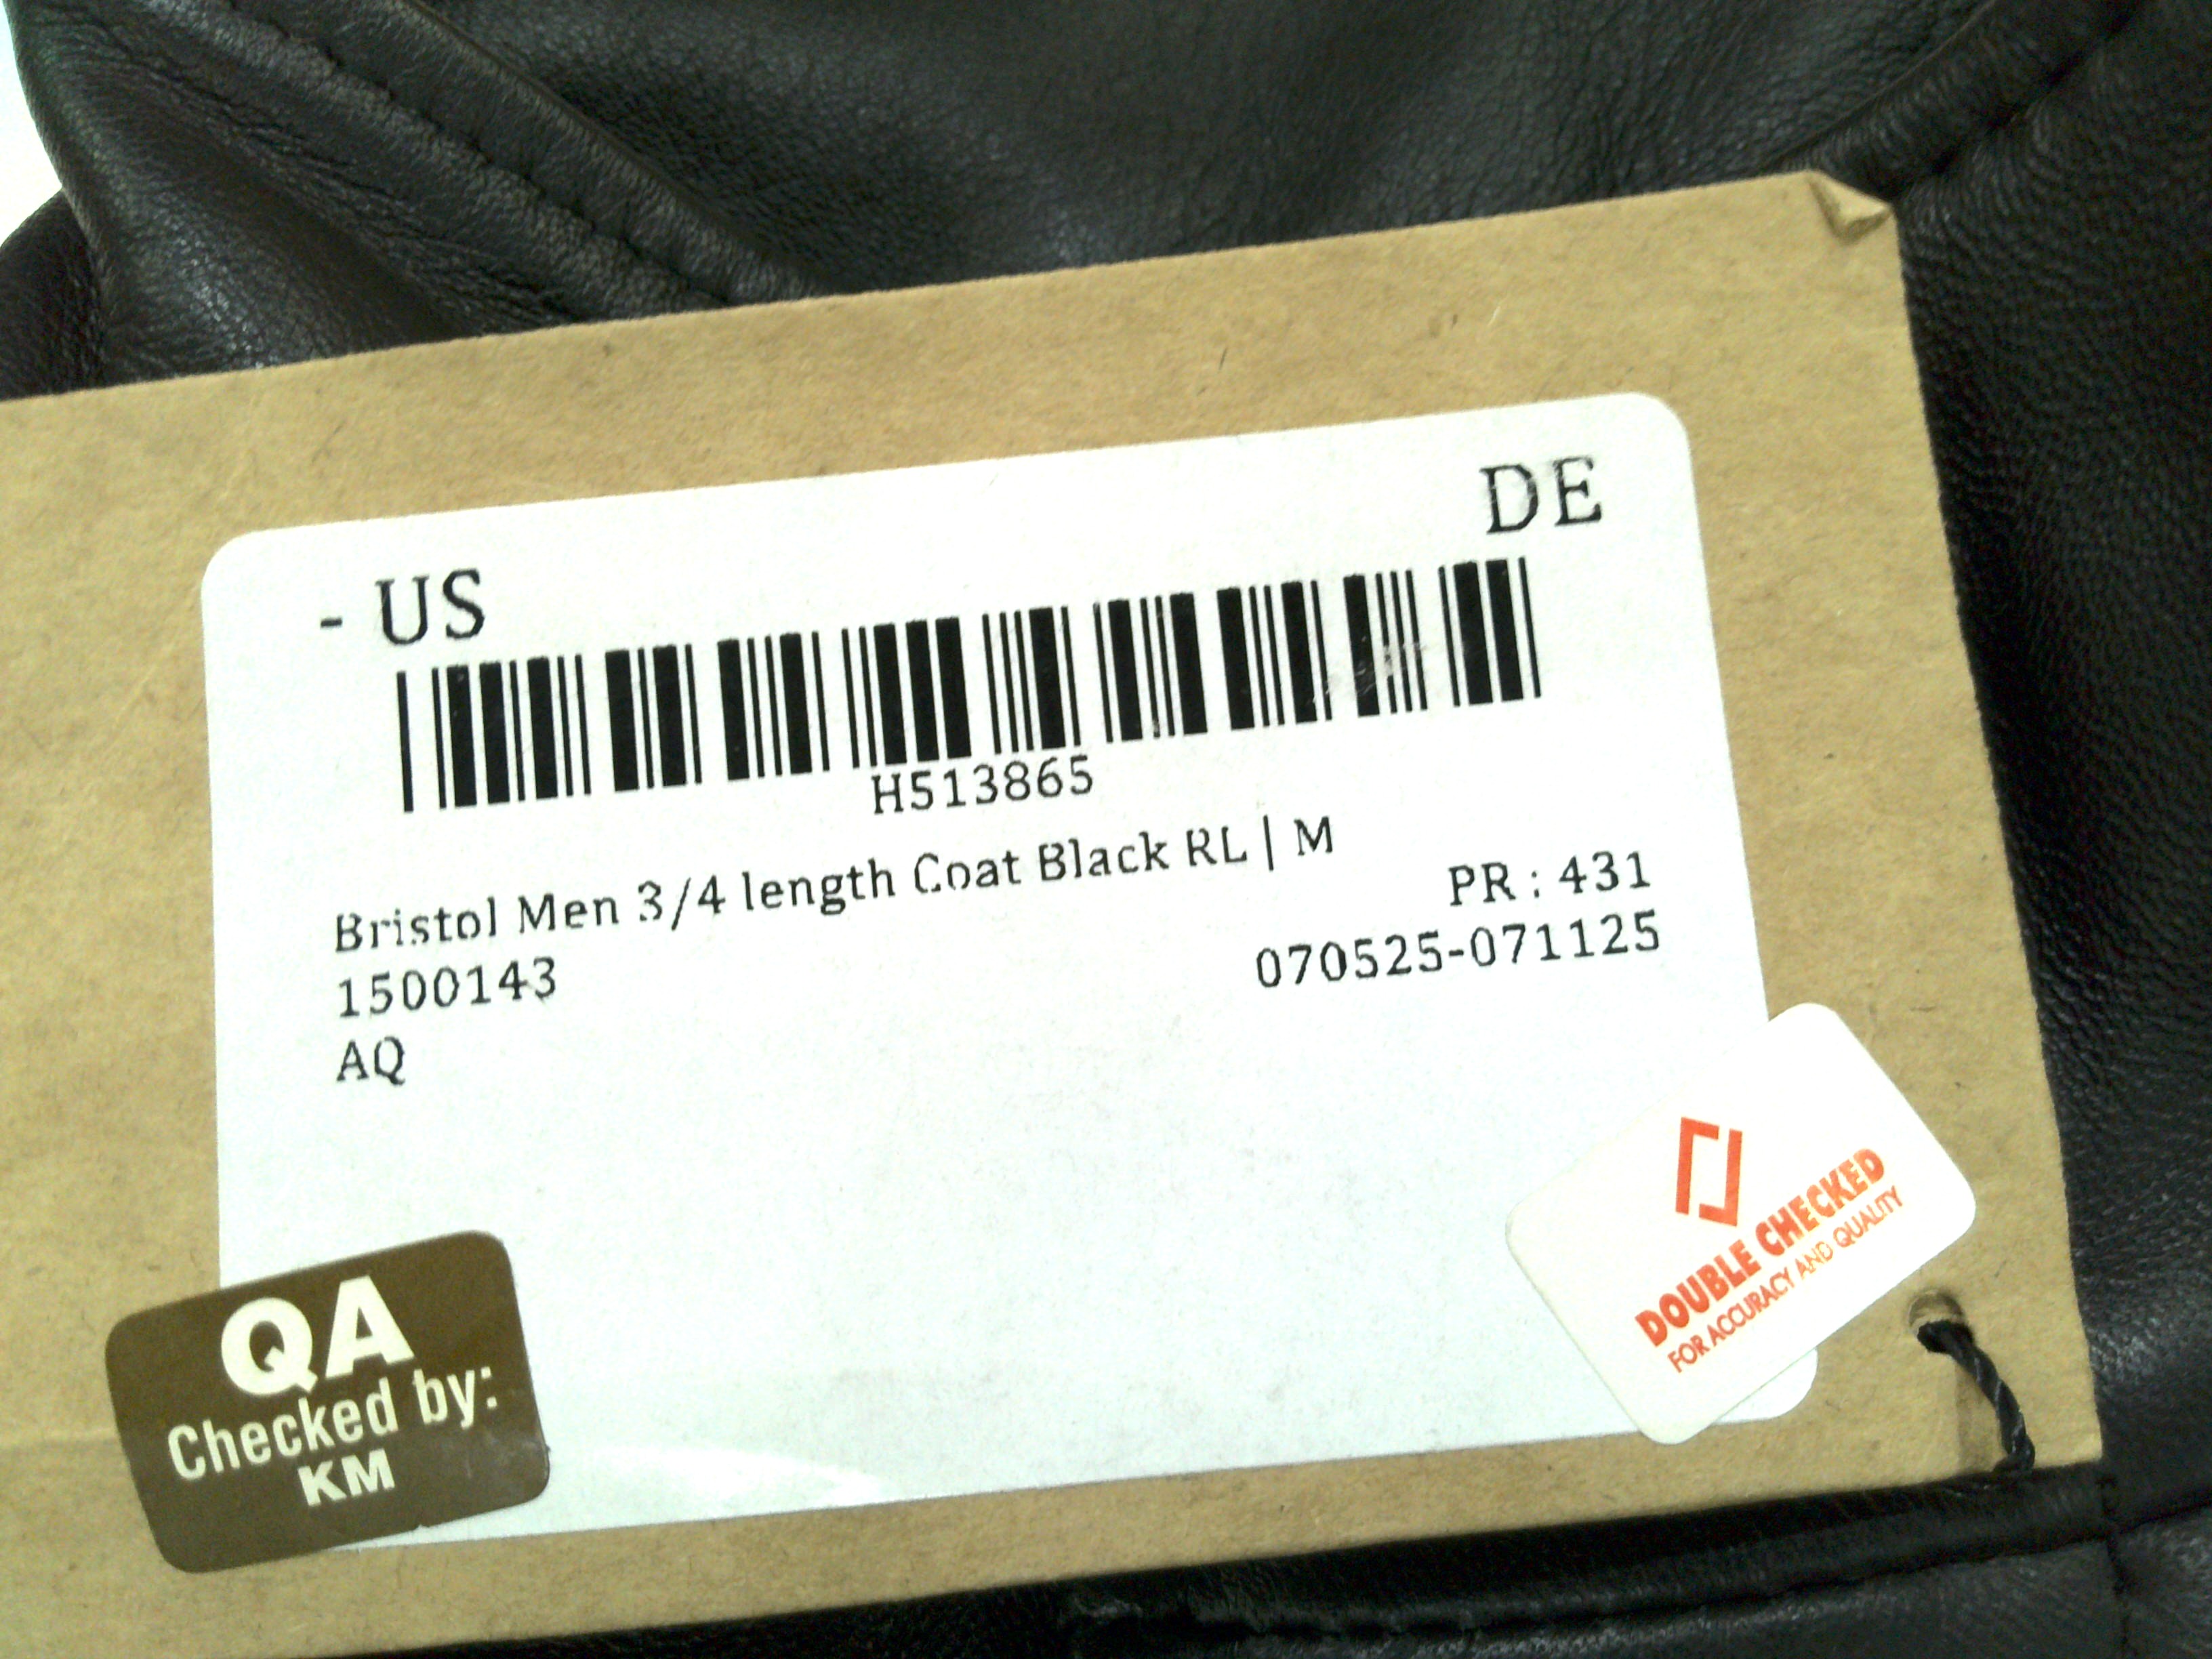 - US
DE
H513865
Bristol Men 3/4 length Coat Black RL | M
PR : 431
1500143
070525-071125
AQ
DOUBLE CHECKED
FOR ACCURACY AND QUALITY
QA
Checked by:
KM